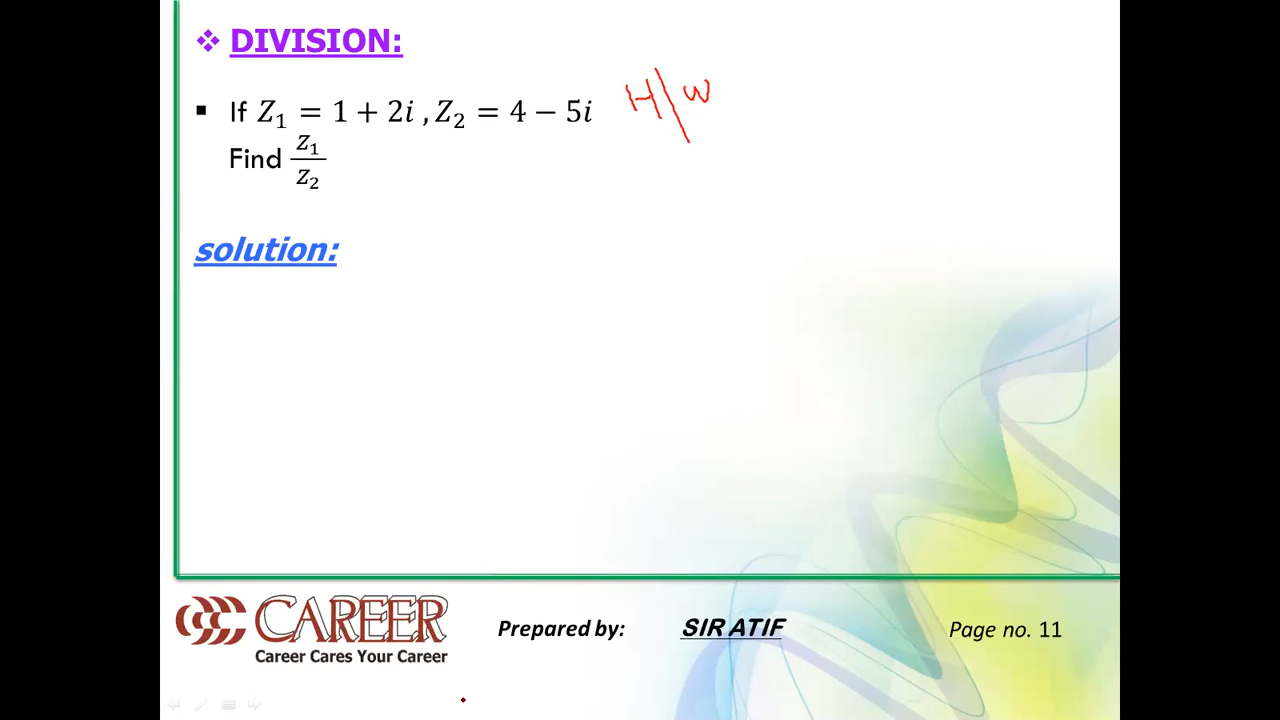 ❖ DIVISION:
▪ If Z₁ = 1 + 2i , Z₂ = 4 − 5i H/W
Find z₁/z₂
solution:
CAREER
Career Cares Your Career
Prepared by: SIR ATIF Page no. 11